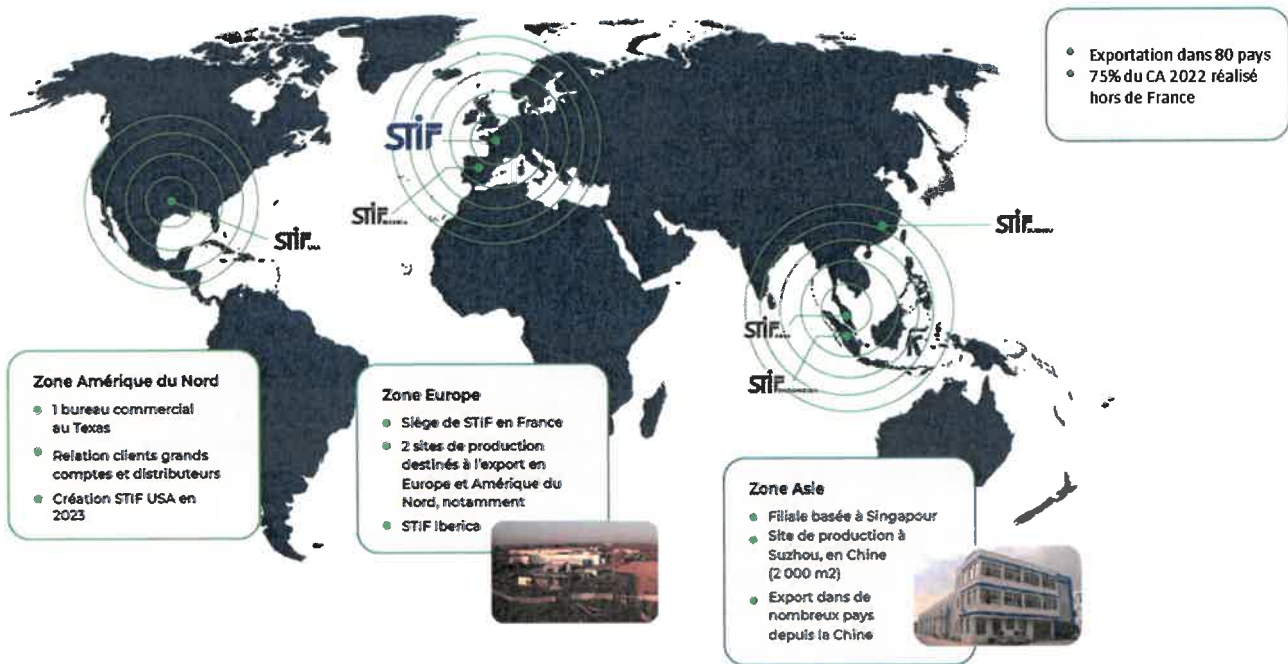 Exportation dans 80 pays
75% du CA 2022 réalisé
hors de France
STiF
STiF
STiF USA
STiF
STiF
STiF
Zone Amérique du Nord
1 bureau commercial
au Texas
Relation clients grands
comptes et distributeurs
Création STIF USA en
2023
Zone Europe
Siège de STIF en France
2 sites de production
destinés à l'export en
Europe et Amérique du
Nord, notamment
STIF Iberica
Zone Asie
Filiale basée à Singapour
Site de production à
Suzhou, en Chine
(2 000 m2)
Export dans de
nombreux pays
depuis la Chine